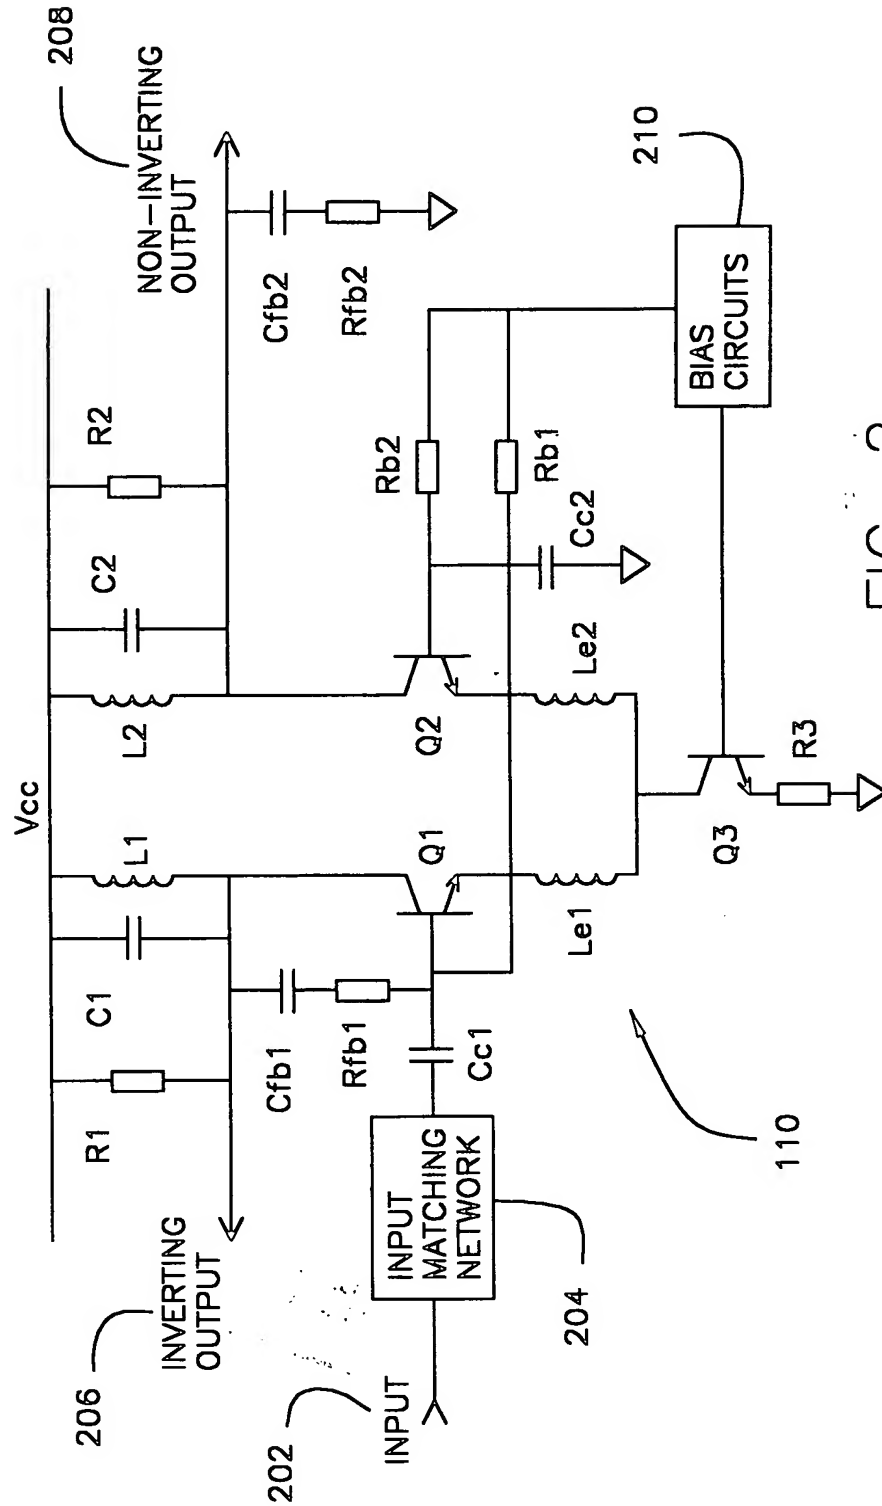 208
NON-INVERTING
OUTPUT
Vcc
R1
C1
L1
L2
C2
R2
206
INVERTING
OUTPUT
Cfb1
Rfb1
Cfb2
Rfb2
202
INPUT
INPUT
MATCHING
NETWORK
204
Cc1
Q1
Q2
Rb2
Rb1
Cc2
Le1
Le2
BIAS
CIRCUITS
210
Q3
R3
110